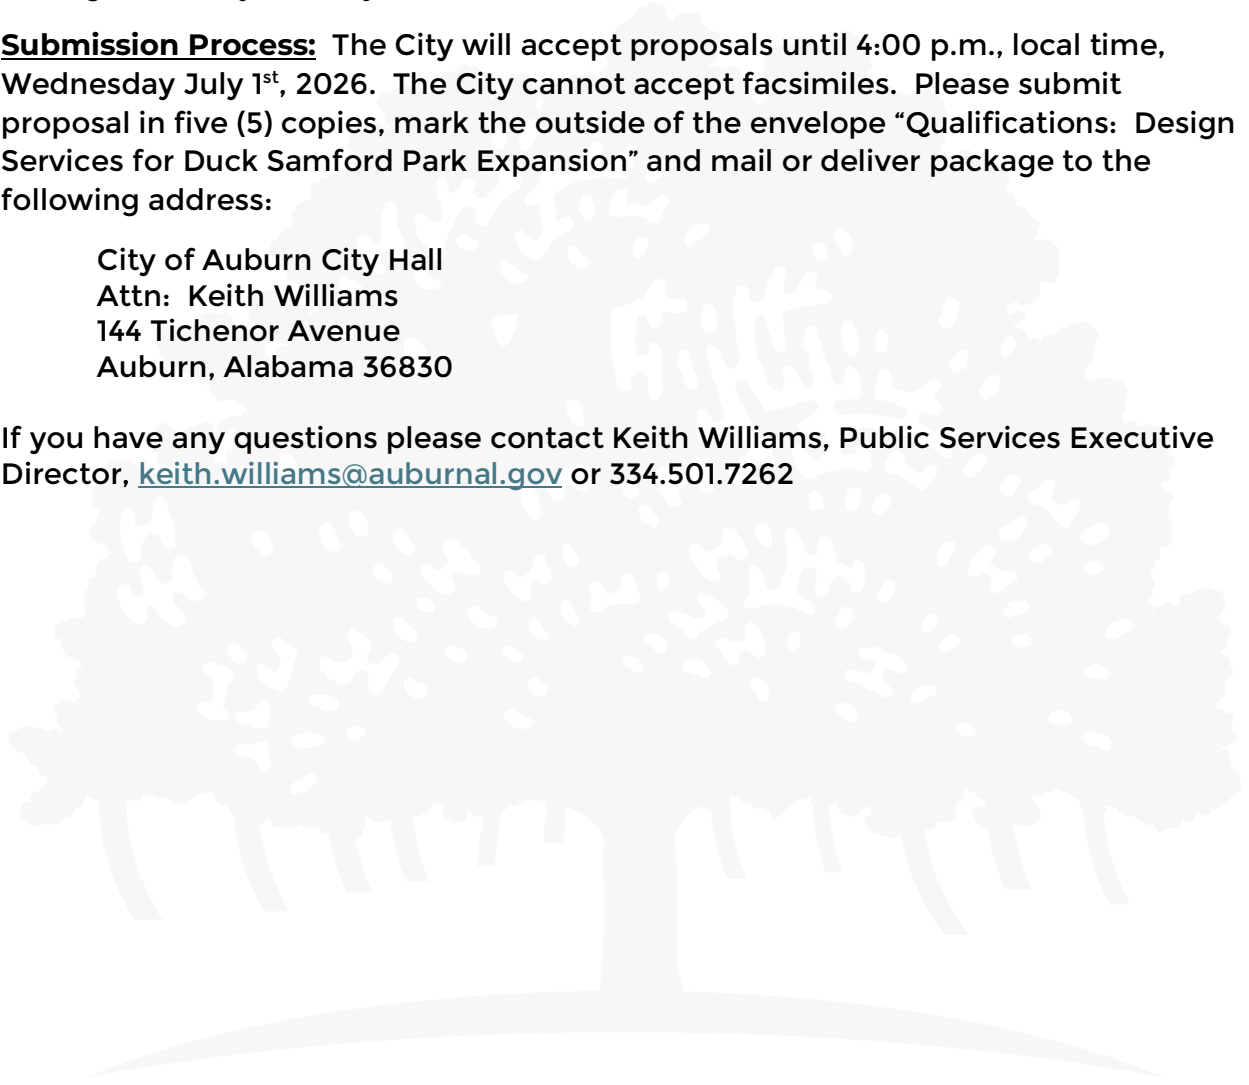 Submission Process: The City will accept proposals until 4:00 p.m., local time,
Wednesday July 1st, 2026. The City cannot accept facsimiles. Please submit
proposal in five (5) copies, mark the outside of the envelope “Qualifications: Design
Services for Duck Samford Park Expansion” and mail or deliver package to the
following address:
City of Auburn City Hall
Attn: Keith Williams
144 Tichenor Avenue
Auburn, Alabama 36830
If you have any questions please contact Keith Williams, Public Services Executive
Director, keith.williams@auburnal.gov or 334.501.7262